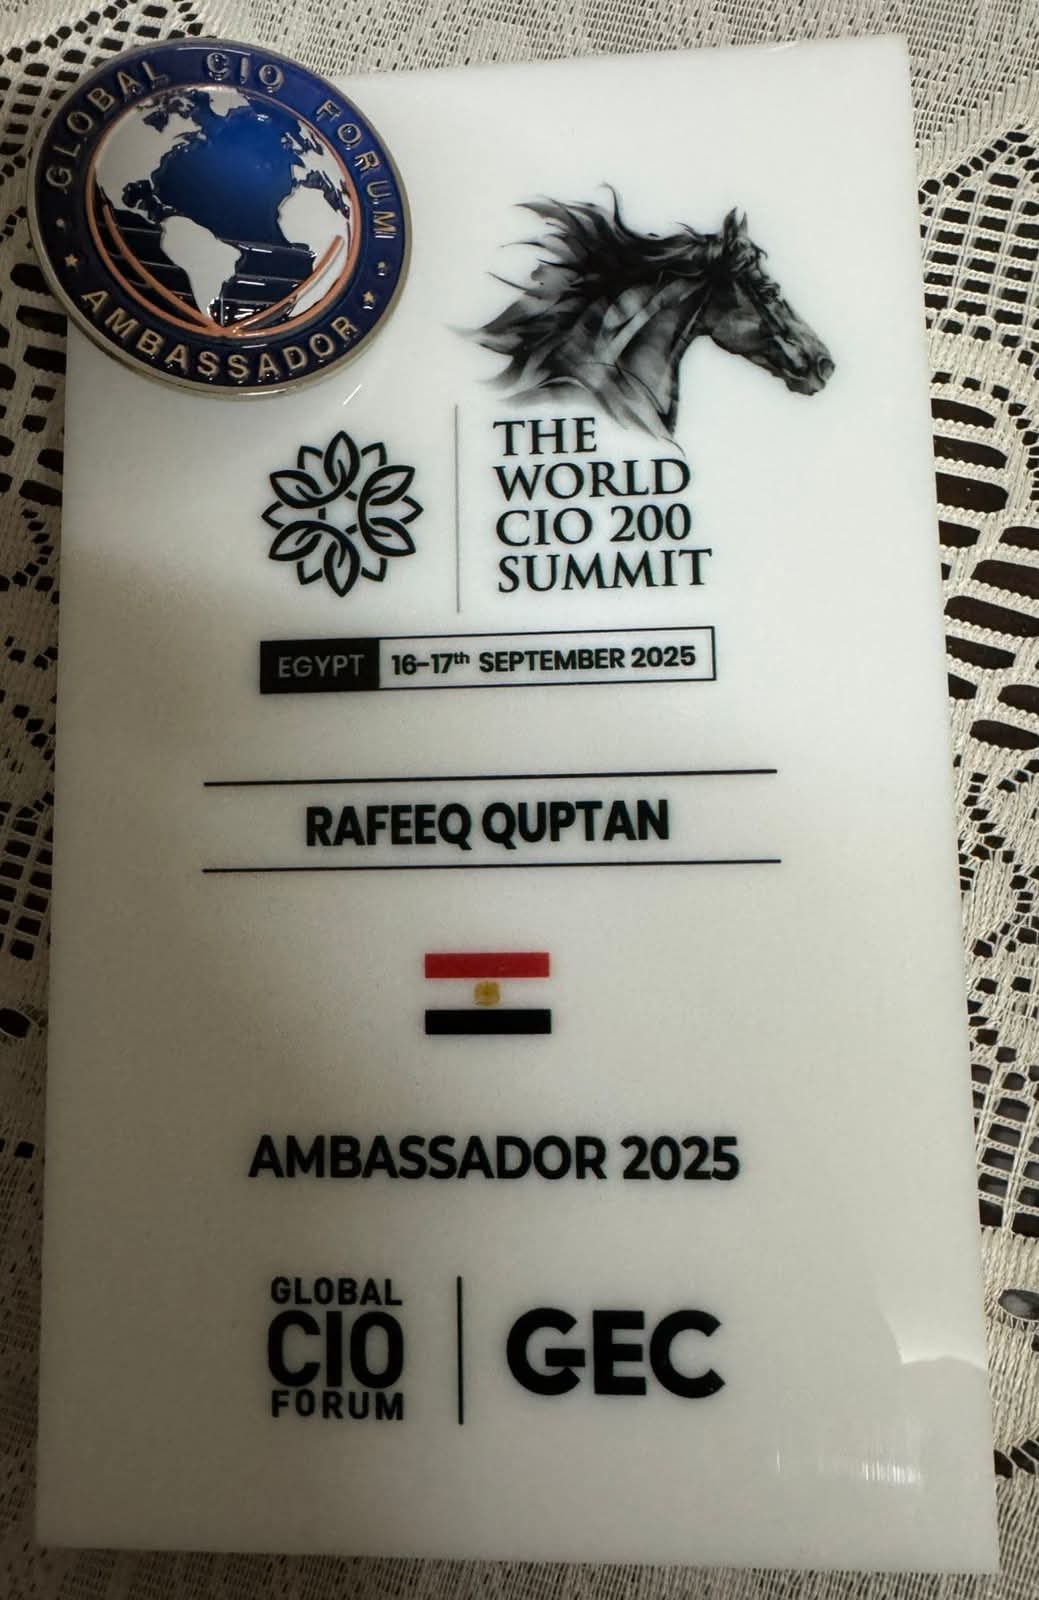 GLOBAL CIO FORUM
AMBASSADOR
THE
WORLD
CIO 200
SUMMIT
EGYPT 16–17th SEPTEMBER 2025
RAFEEQ QUPTAN
AMBASSADOR 2025
GLOBAL
CIO
FORUM
GEC